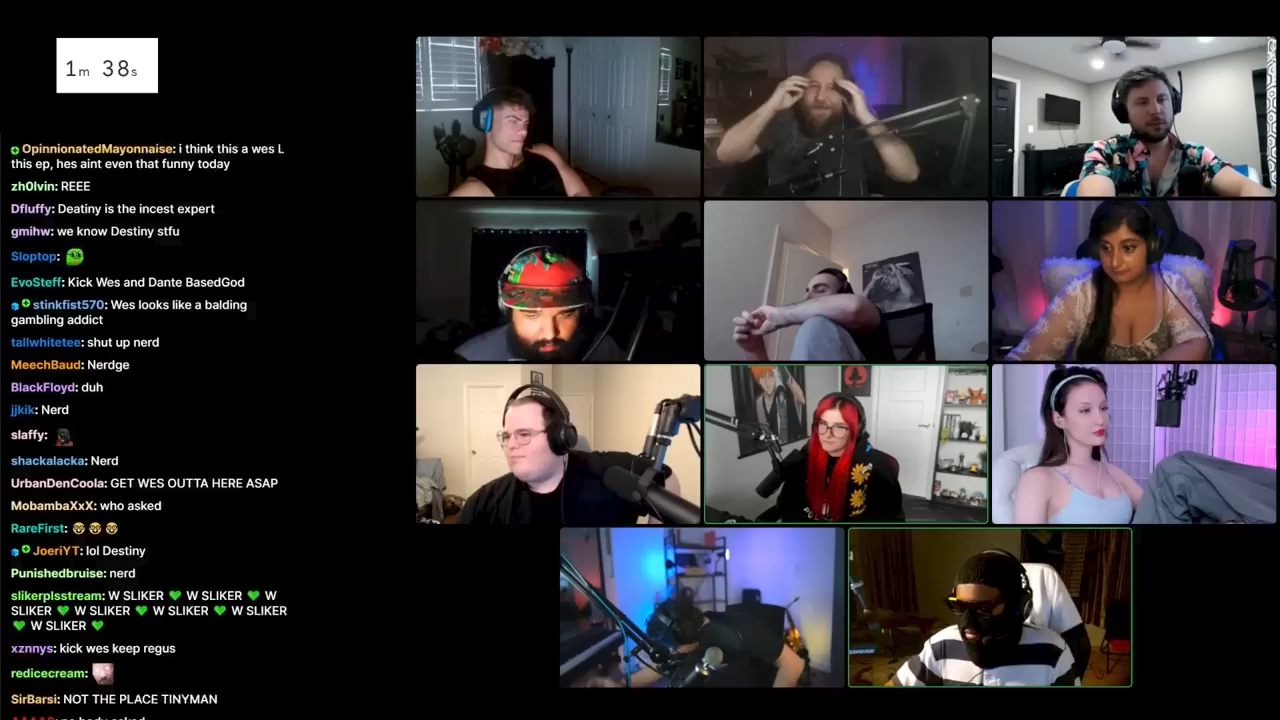 1m 38s
OpinnionatedMayonnaise: i think this a wes L
this ep, hes aint even that funny today
zh0lvin: REEE
Dfluffy: Deatiny is the incest expert
gmihw: we know Destiny stfu
Sloptop:
EvoSteff: Kick Wes and Dante BasedGod
stinkfist570: Wes looks like a balding
gambling addict
tallwhitetee: shut up nerd
MeechBaud: Nerdge
BlackFloyd: duh
jjkik: Nerd
slaffy:
shackalacka: Nerd
UrbanDenCoola: GET WES OUTTA HERE ASAP
MobambaXxX: who asked
RareFirst: 🤓 🤓 🤓
JoeriYT: lol Destiny
Punishedbruise: nerd
slikerplsstream: W SLIKER 💚 W SLIKER 💚 W
SLIKER 💚 W SLIKER 💚 W SLIKER 💚 W SLIKER
💚 W SLIKER 💚
xznnys: kick wes keep regus
redicecream:
SirBarsi: NOT THE PLACE TINYMAN